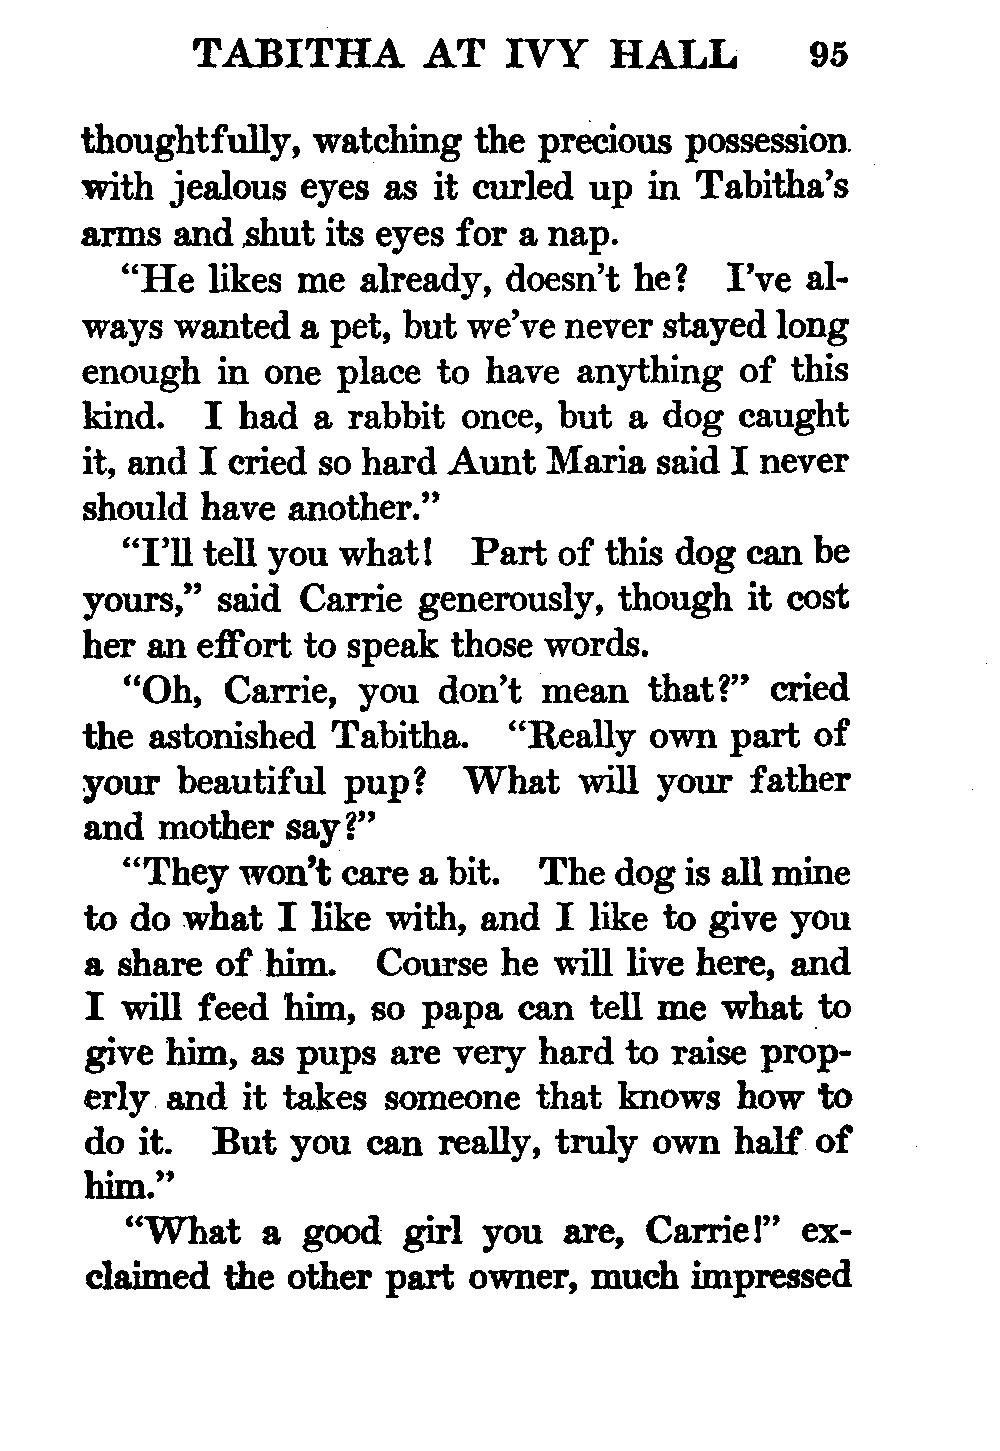 TABITHA AT IVY HALL 95
thoughtfully, watching the precious possession
with jealous eyes as it curled up in Tabitha's
arms and shut its eyes for a nap.
"He likes me already, doesn't he? I've al-
ways wanted a pet, but we've never stayed long
enough in one place to have anything of this
kind. I had a rabbit once, but a dog caught
it, and I cried so hard Aunt Maria said I never
should have another."
"I'll tell you what! Part of this dog can be
yours," said Carrie generously, though it cost
her an effort to speak those words.
"Oh, Carrie, you don't mean that?" cried
the astonished Tabitha. "Really own part of
your beautiful pup? What will your father
and mother say?"
"They won't care a bit. The dog is all mine
to do what I like with, and I like to give you
a share of him. Course he will live here, and
I will feed him, so papa can tell me what to
give him, as pups are very hard to raise prop-
erly and it takes someone that knows how to
do it. But you can really, truly own half of
him."
"What a good girl you are, Carrie!" ex-
claimed the other part owner, much impressed